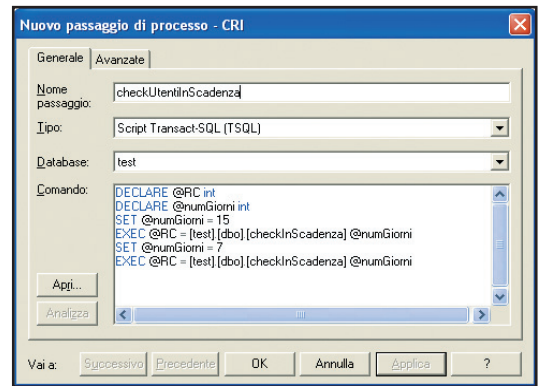 Nuovo passaggio di processo - CRI
Generale Avanzate
Nome passaggio: checkUtentiInScadenza
Tipo: Script Transact-SQL (TSQL)
Database: test
Comando: DECLARE @RC int
DECLARE @numGiorni int
SET @numGiorni = 15
EXEC @RC = [test].[dbo].[checkInScadenza] @numGiorni
SET @numGiorni = 7
EXEC @RC = [test].[dbo].[checkInScadenza] @numGiorni
Apri...
Analizza
Vai a: Successivo Precedente OK Annulla Applica ?